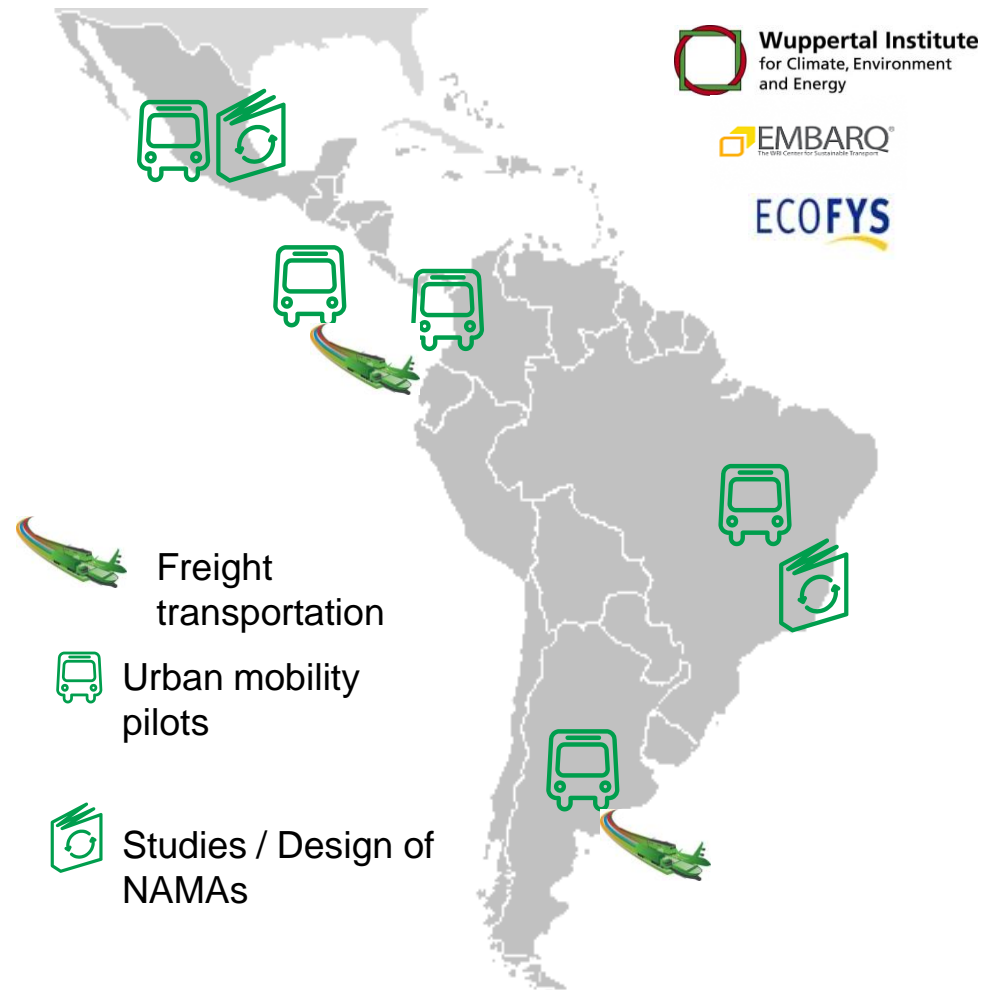 Wuppertal Institute
for Climate, Environment
and Energy
EMBARQ®
The WRI Center for Sustainable Transport
ECOFYS
Freight
transportation
Urban mobility
pilots
Studies / Design of
NAMAs